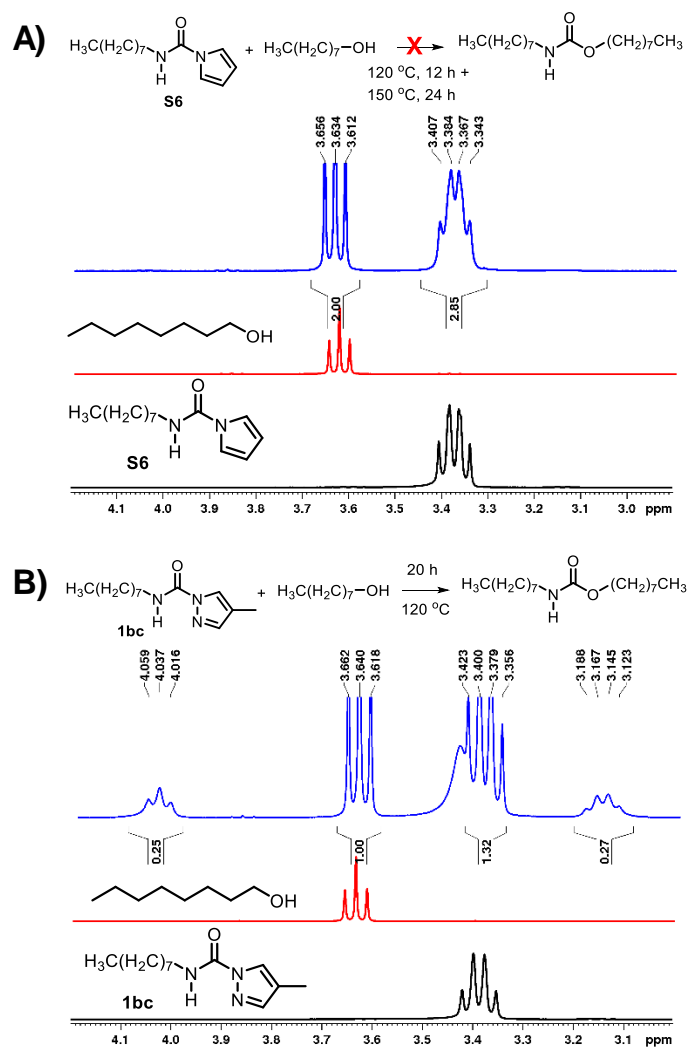 A)
O
H₃C(H₂C)₇
N
N
H
S6
+
H₃C(H₂C)₇–OH
X
120 °C, 12 h +
150 °C, 24 h
O
H₃C(H₂C)₇
N
O
(CH₂)₇CH₃
H
3.656
3.634
3.612
3.407
3.384
3.367
3.343
2.00
2.85
OH
O
H₃C(H₂C)₇
N
N
H
S6
4.1 4.0 3.9 3.8 3.7 3.6 3.5 3.4 3.3 3.2 3.1 3.0 ppm
B)
O
H₃C(H₂C)₇
N
N
H
N
1bc
+
H₃C(H₂C)₇–OH
20 h
120 °C
O
H₃C(H₂C)₇
N
O
(CH₂)₇CH₃
H
4.059
4.037
4.016
3.662
3.640
3.618
3.423
3.400
3.379
3.356
3.188
3.167
3.145
3.123
0.25
1.00
1.32
0.27
OH
O
H₃C(H₂C)₇
N
N
H
N
1bc
4.1 4.0 3.9 3.8 3.7 3.6 3.5 3.4 3.3 3.2 3.1 ppm